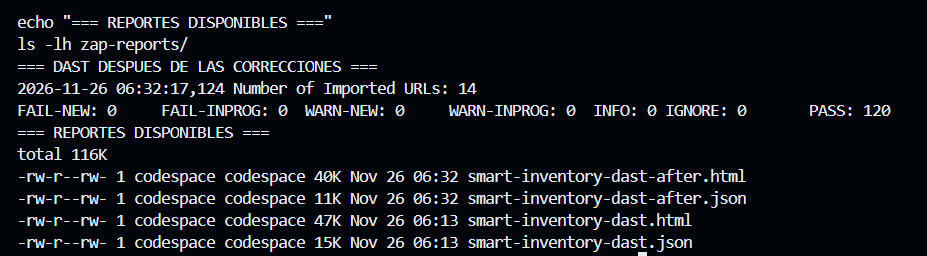 echo "=== REPORTES DISPONIBLES ==="
ls -lh zap-reports/
=== DAST DESPUES DE LAS CORRECCIONES ===
2026-11-26 06:32:17,124 Number of Imported URLs: 14
FAIL-NEW: 0     FAIL-INPROG: 0  WARN-NEW: 0     WARN-INPROG: 0  INFO: 0 IGNORE: 0       PASS: 120
=== REPORTES DISPONIBLES ===
total 116K
-rw-r--rw- 1 codespace codespace 40K Nov 26 06:32 smart-inventory-dast-after.html
-rw-r--rw- 1 codespace codespace 11K Nov 26 06:32 smart-inventory-dast-after.json
-rw-r--rw- 1 codespace codespace 47K Nov 26 06:13 smart-inventory-dast.html
-rw-r--rw- 1 codespace codespace 15K Nov 26 06:13 smart-inventory-dast.json